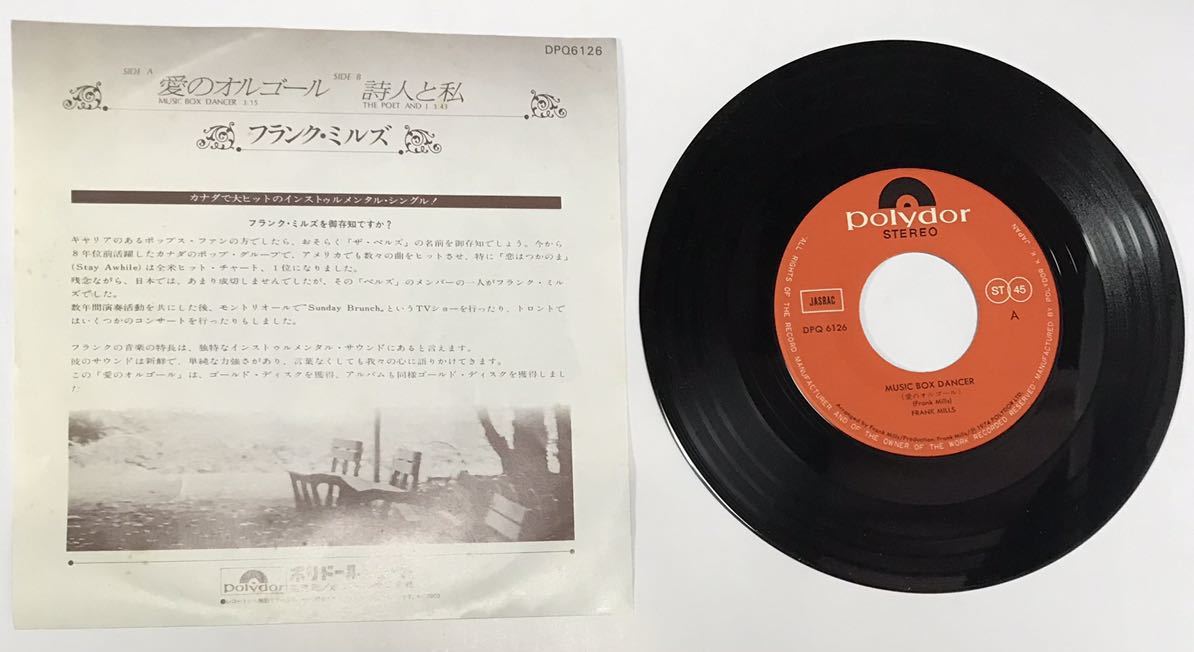 DPQ6126
SIDE A 愛のオルゴール SIDE B 詩人と私
MUSIC BOX DANCER 3:15 THE POET AND I 3:43
フランク・ミルズ
カナダで大ヒットのインストゥルメンタル・シングル!
フランク・ミルズを御存知ですか?
キャリアのあるポップス・ファンの方でしたら、おそらく「ザ・ベルズ」の名前を御存知でしょう。今から
8年位前活躍したカナダのポップ・グループで、アメリカでも数々の曲をヒットさせ、特に「恋はつかのま」
(Stay Awhile)は全米ヒット・チャート、1位になりました。
残念ながら、日本では、あまり成功しませんでしたが、その「ベルズ」のメンバーの一人がフランク・ミル
ズでした。
数年間演奏活動を共にした後、モントリオールで"Sunday Brunch„というTVショーを行ったり、トロントで
はいくつかのコンサートを行ったりもしました。
フランクの音楽の特長は、独特なインストゥルメンタル・サウンドにあると言えます。
彼のサウンドは新鮮で、単純な力強さがあり、言葉なくしても我々の心に語りかけてきます。
この「愛のオルゴール」は、ゴールド・ディスクを獲得、アルバムも同様ゴールド・ディスクを獲得しまし
た
polydor
ポリドール
polydor
STEREO
ALL RIGHTS OF THE RECORD MANUFACTURER AND OF THE OWNER OF THE WORK RECORDED RESERVED
MANUFACTURED BY POLYDOR K.K., JAPAN
JASRAC
DPQ 6126
ST 45
A
MUSIC BOX DANCER
(愛のオルゴール)
(Frank Mills)
FRANK MILLS
Arranged by Frank Mills/Production: Frank Mills/Ⓟ 1974 POLYDOR LTD.